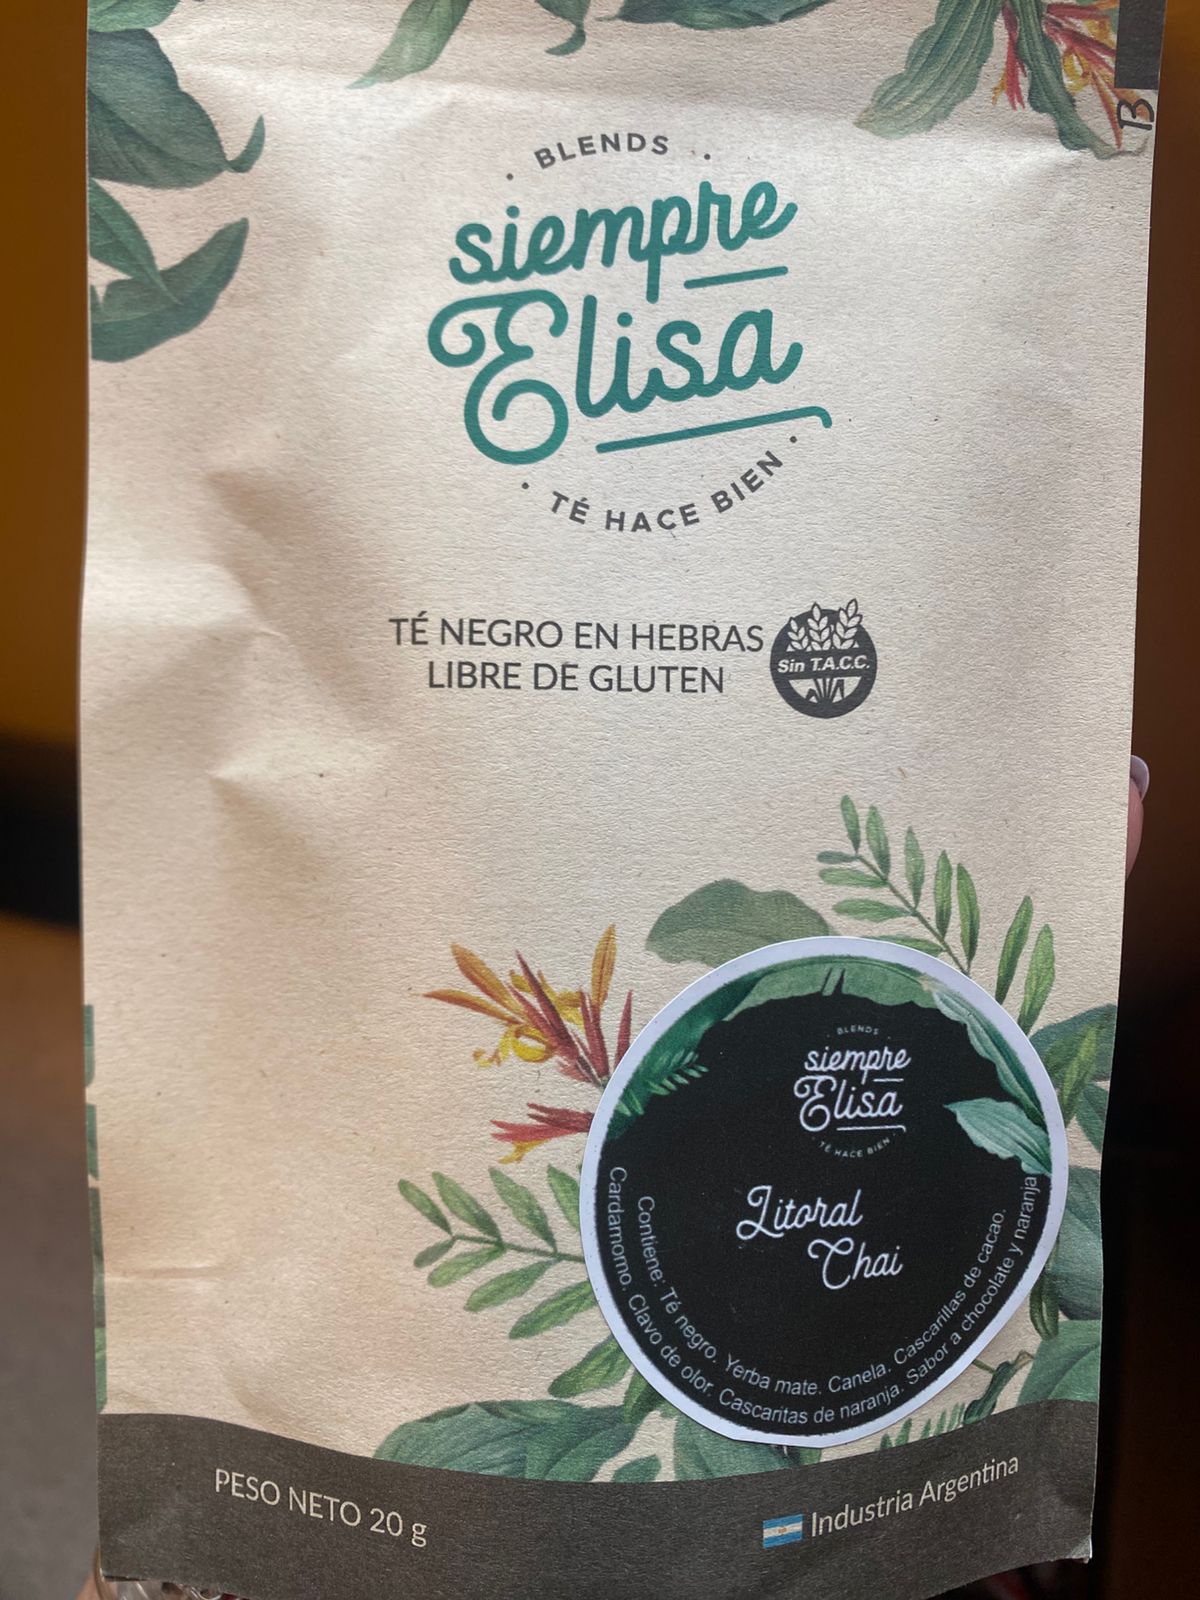 B
BLENDS
siempre
Elisa
TÉ HACE BIEN
TÉ NEGRO EN HEBRAS
LIBRE DE GLUTEN
Sin T.A.C.C.
BLENDS
siempre
Elisa
TÉ HACE BIEN
Litoral
Chai
Contiene: Té negro. Yerba mate. Canela. Cascarillas de cacao.
Cardamomo. Clavo de olor. Cascaritas de naranja. Sabor a chocolate y naranja
PESO NETO 20 g
Industria Argentina